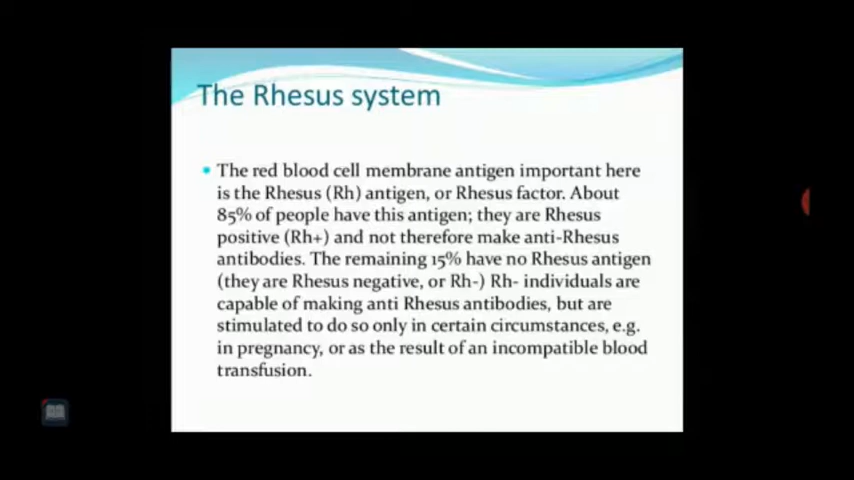 The Rhesus system
The red blood cell membrane antigen important here
is the Rhesus (Rh) antigen, or Rhesus factor. About
85% of people have this antigen; they are Rhesus
positive (Rh+) and not therefore make anti-Rhesus
antibodies. The remaining 15% have no Rhesus antigen
(they are Rhesus negative, or Rh-) Rh- individuals are
capable of making anti Rhesus antibodies, but are
stimulated to do so only in certain circumstances, e.g.
in pregnancy, or as the result of an incompatible blood
transfusion.